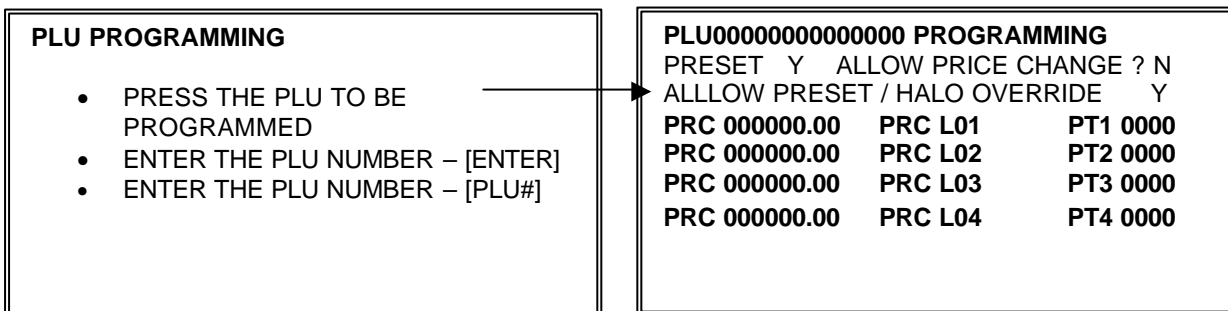 PLU PROGRAMMING
• PRESS THE PLU TO BE
PROGRAMMED
• ENTER THE PLU NUMBER – [ENTER]
• ENTER THE PLU NUMBER – [PLU#]
PLU00000000000000 PROGRAMMING
PRESET Y ALLOW PRICE CHANGE ? N
ALLLOW PRESET / HALO OVERRIDE Y
PRC 000000.00 PRC L01 PT1 0000
PRC 000000.00 PRC L02 PT2 0000
PRC 000000.00 PRC L03 PT3 0000
PRC 000000.00 PRC L04 PT4 0000